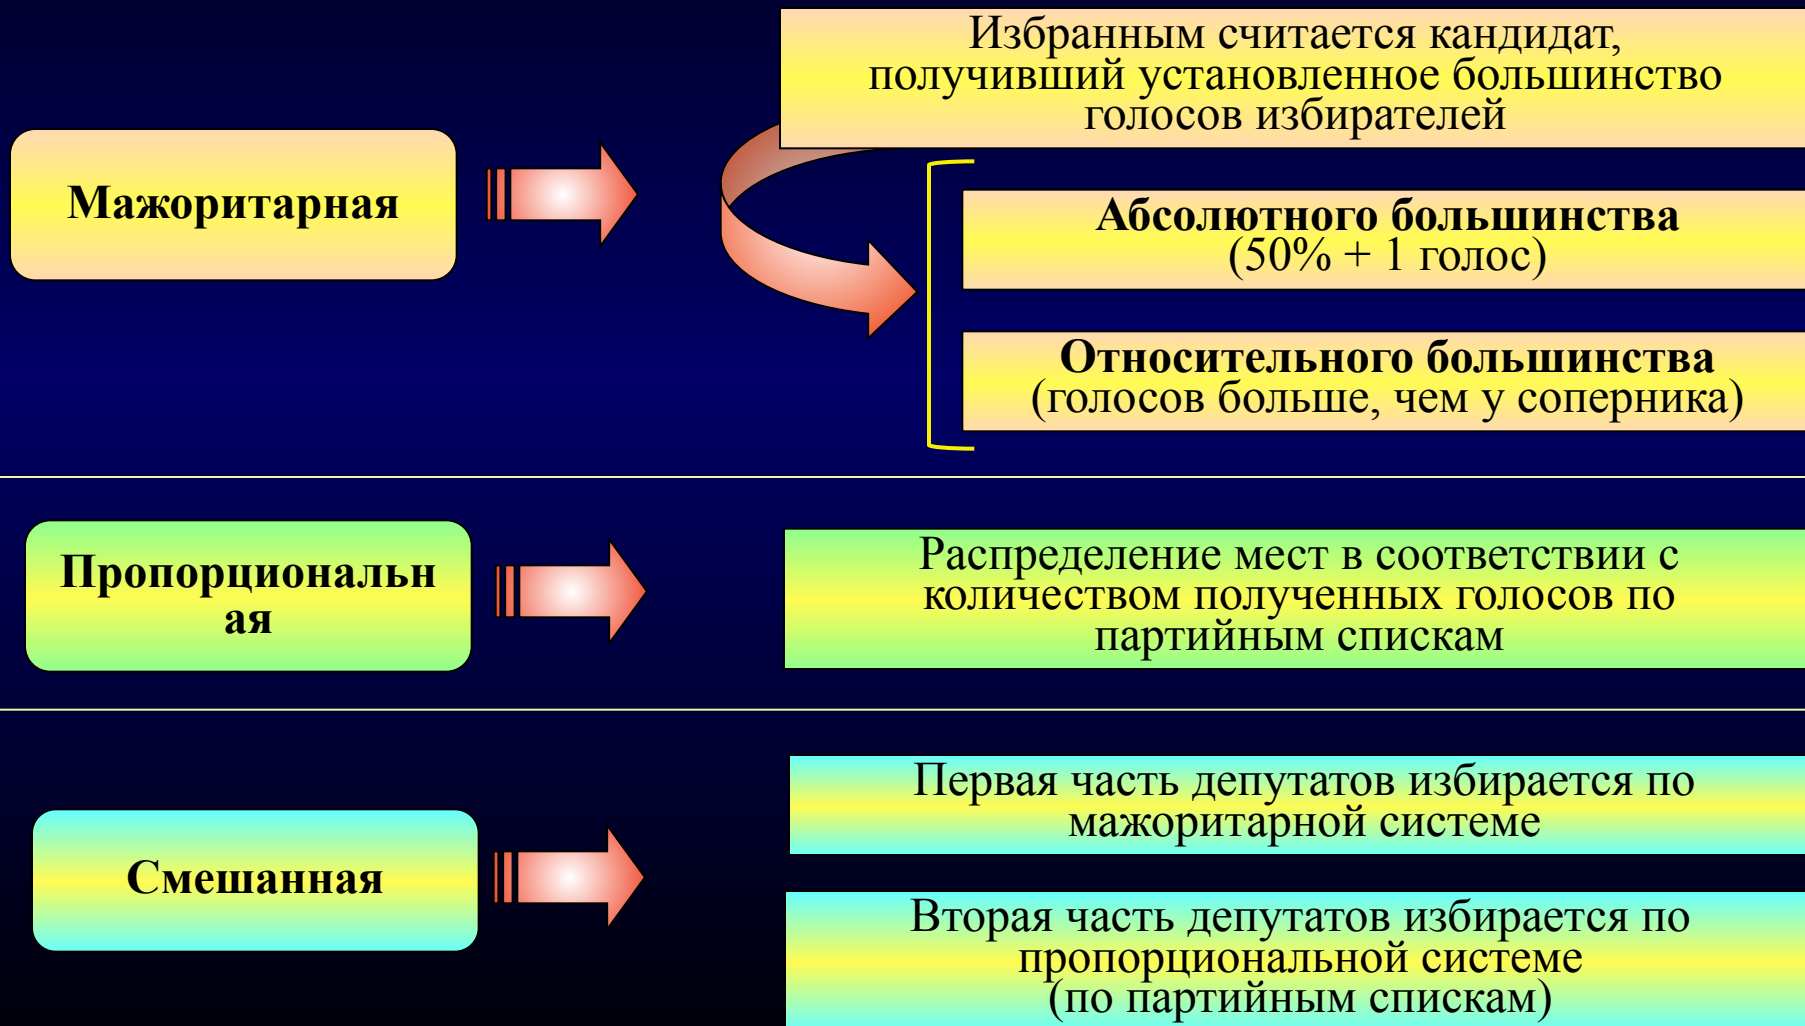 Избранным считается кандидат,
получивший установленное большинство
голосов избирателей
Мажоритарная
Абсолютного большинства
(50% + 1 голос)
Относительного большинства
(голосов больше, чем у соперника)
Пропорциональн
ая
Распределение мест в соответствии с
количеством полученных голосов по
партийным спискам
Смешанная
Первая часть депутатов избирается по
мажоритарной системе
Вторая часть депутатов избирается по
пропорциональной системе
(по партийным спискам)